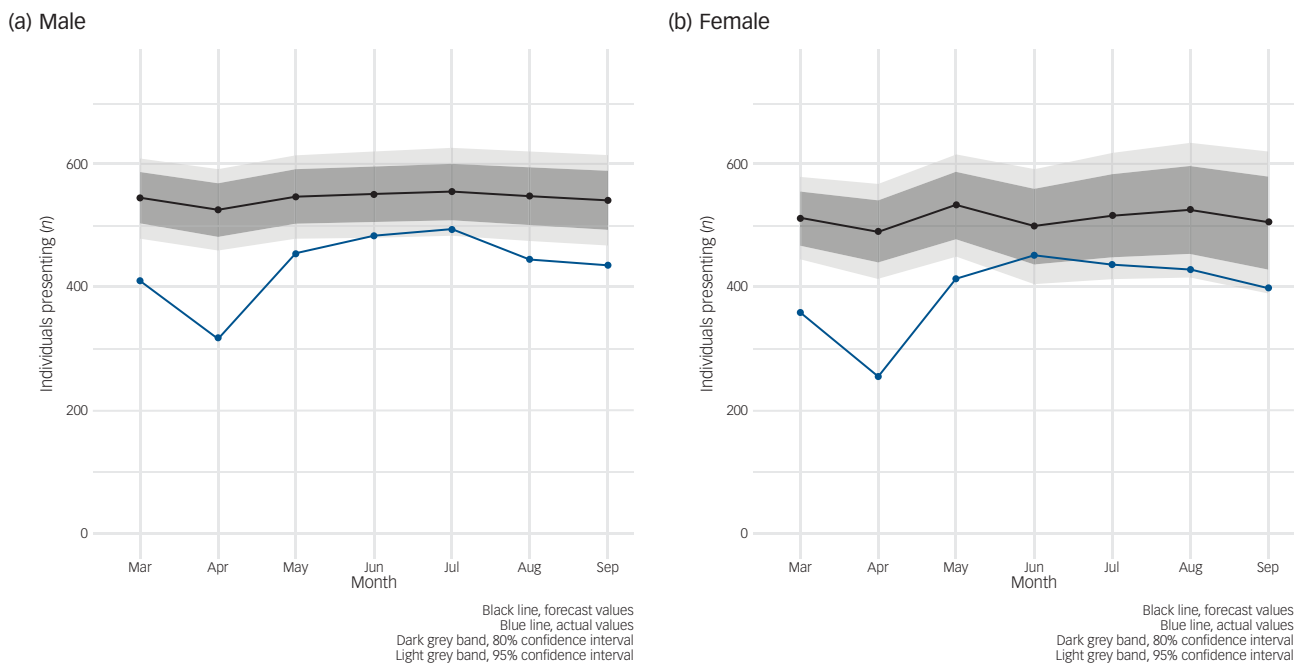 (a) Male
Individuals presenting (n)
600
400
200
0
Mar Apr May Jun Jul Aug Sep
Month
Black line, forecast values
Blue line, actual values
Dark grey band, 80% confidence interval
Light grey band, 95% confidence interval
(b) Female
Individuals presenting (n)
600
400
200
0
Mar Apr May Jun Jul Aug Sep
Month
Black line, forecast values
Blue line, actual values
Dark grey band, 80% confidence interval
Light grey band, 95% confidence interval